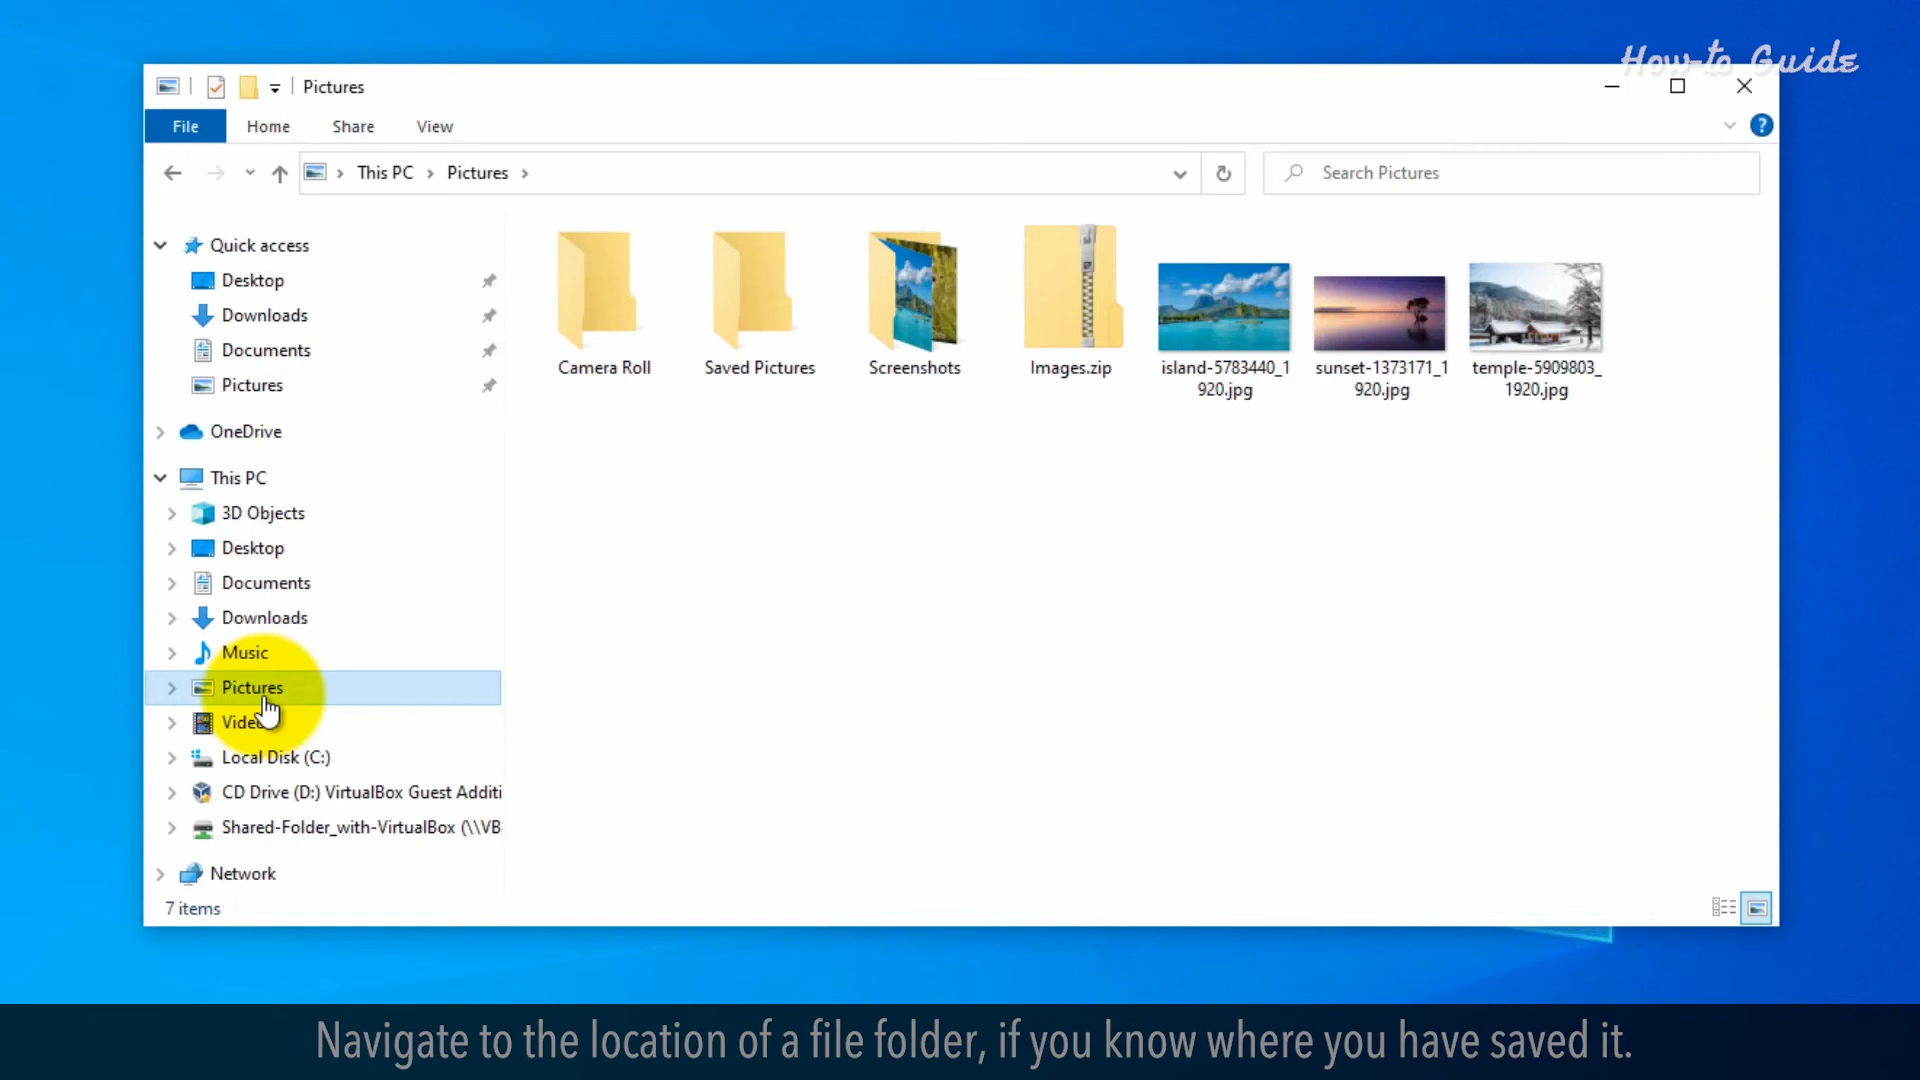 How-to Guide
Pictures
File Home Share View
This PC Pictures
Search Pictures
Quick access
Desktop
Downloads
Documents
Pictures
OneDrive
This PC
3D Objects
Desktop
Documents
Downloads
Music
Pictures
Video
Local Disk (C:)
CD Drive (D:) VirtualBox Guest Additi
Shared-Folder_with-VirtualBox (\\VB
Network
Camera Roll
Saved Pictures
Screenshots
Images.zip
island-5783440_1
920.jpg
sunset-1373171_1
920.jpg
temple-5909803_
1920.jpg
7 items
Navigate to the location of a file folder, if you know where you have saved it.